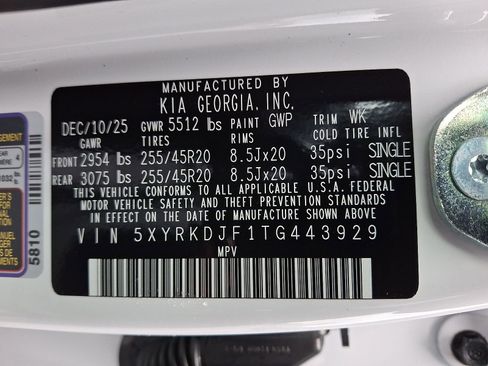 MANUFACTURED BY
KIA GEORGIA, INC.
DEC/10/25 GVWR 5512 lbs PAINT GWP TRIM WK
GAWR TIRES RIMS COLD TIRE INFL
FRONT 2954 lbs 255/45R20 8.5Jx20 35psi SINGLE
REAR 3075 lbs 255/45R20 8.5Jx20 35psi SINGLE
THIS VEHICLE CONFORMS TO ALL APPLICABLE U.S.A. FEDERAL
MOTOR VEHICLE SAFETY AND THEFT PREVENTION STANDARDS
IN EFFECT ON THE DATE OF MANUFACTURE SHOWN ABOVE.
VIN 5XYRKDJF1TG443929
MPV
5810
4